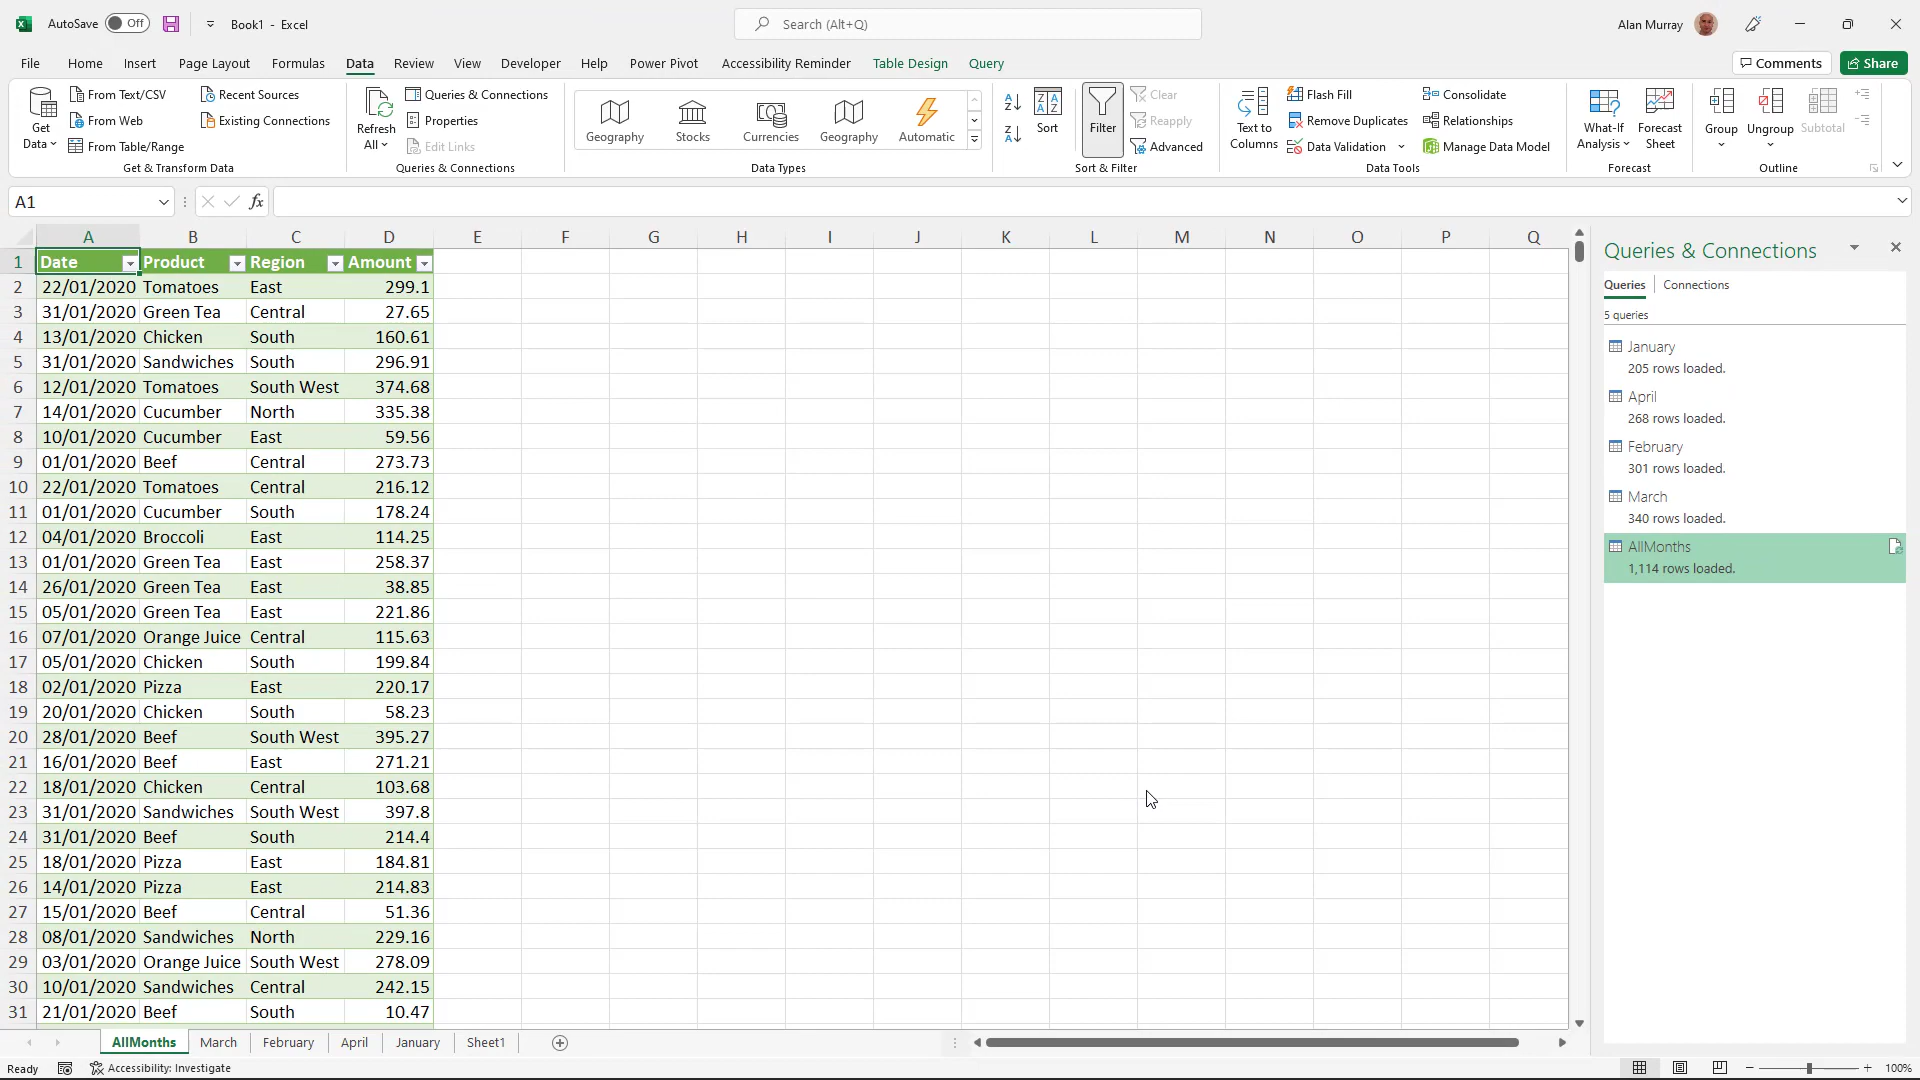 AutoSave Off Book1 - Excel Search (Alt+Q) Alan Murray
File Home Insert Page Layout Formulas Data Review View Developer Help Power Pivot Accessibility Reminder Table Design Query Comments Share
Get Data
From Text/CSV
From Web
From Table/Range
Recent Sources
Existing Connections
Get & Transform Data
Refresh All
Queries & Connections
Properties
Edit Links
Queries & Connections
Geography Stocks Currencies Geography Automatic
Data Types
Sort
Filter
Clear
Reapply
Advanced
Sort & Filter
Text to Columns
Flash Fill
Remove Duplicates
Data Validation
Consolidate
Relationships
Manage Data Model
Data Tools
What-If Analysis
Forecast Sheet
Forecast
Group Ungroup Subtotal
Outline
A1 fx
A B C D E F G H I J K L M N O P Q
1 Date Product Region Amount
2 22/01/2020 Tomatoes East 299.1
3 31/01/2020 Green Tea Central 27.65
4 13/01/2020 Chicken South 160.61
5 31/01/2020 Sandwiches South 296.91
6 12/01/2020 Tomatoes South West 374.68
7 14/01/2020 Cucumber North 335.38
8 10/01/2020 Cucumber East 59.56
9 01/01/2020 Beef Central 273.73
10 22/01/2020 Tomatoes Central 216.12
11 01/01/2020 Cucumber South 178.24
12 04/01/2020 Broccoli East 114.25
13 01/01/2020 Green Tea East 258.37
14 26/01/2020 Green Tea East 38.85
15 05/01/2020 Green Tea East 221.86
16 07/01/2020 Orange Juice Central 115.63
17 05/01/2020 Chicken South 199.84
18 02/01/2020 Pizza East 220.17
19 20/01/2020 Chicken South 58.23
20 28/01/2020 Beef South West 395.27
21 16/01/2020 Beef East 271.21
22 18/01/2020 Chicken Central 103.68
23 31/01/2020 Sandwiches South West 397.8
24 31/01/2020 Beef South 214.4
25 18/01/2020 Pizza East 184.81
26 14/01/2020 Pizza East 214.83
27 15/01/2020 Beef Central 51.36
28 08/01/2020 Sandwiches North 229.16
29 03/01/2020 Orange Juice South West 278.09
30 10/01/2020 Sandwiches Central 242.15
31 21/01/2020 Beef South 10.47
Queries & Connections
Queries Connections
5 queries
January
205 rows loaded.
April
268 rows loaded.
February
301 rows loaded.
March
340 rows loaded.
AllMonths
1,114 rows loaded.
AllMonths March February April January Sheet1
Ready Accessibility: Investigate 100%